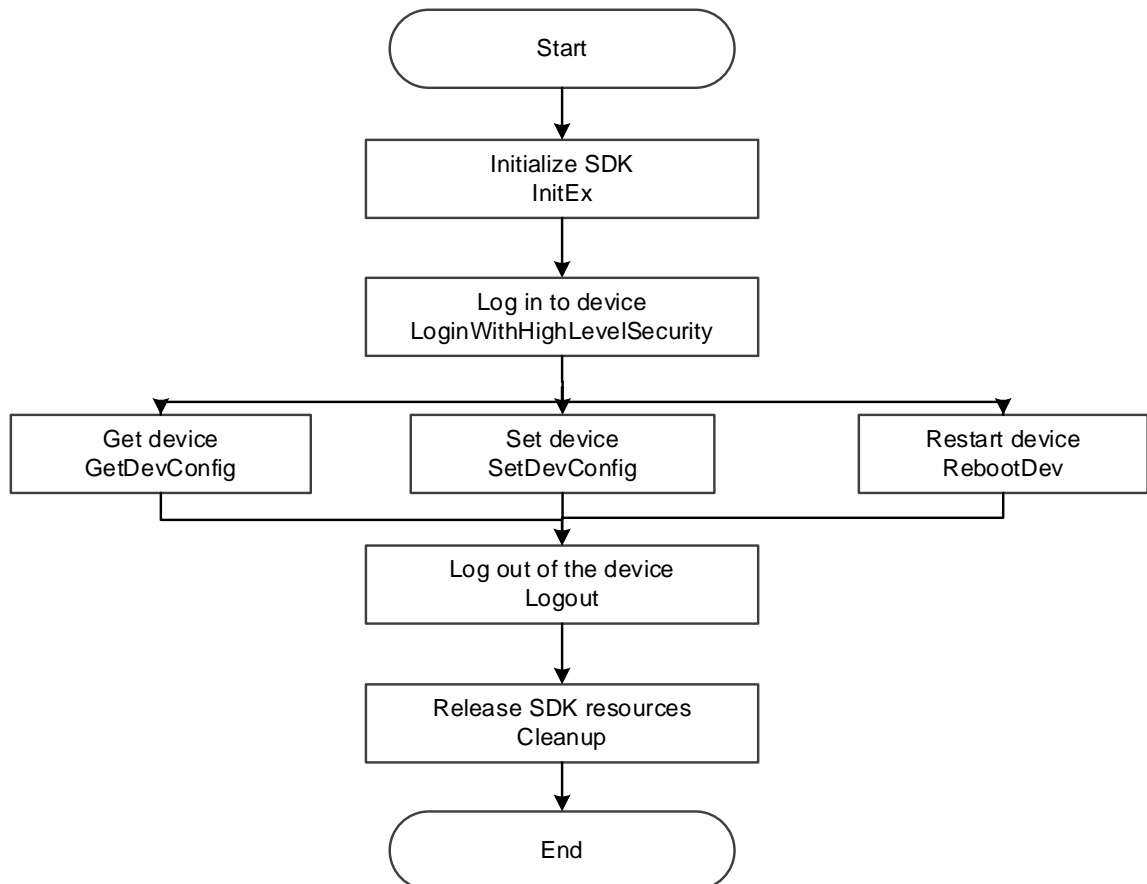 Start
Initialize SDK
InitEx
Log in to device
LoginWithHighLevelSecurity
Get device
GetDevConfig
Set device
SetDevConfig
Restart device
RebootDev
Log out of the device
Logout
Release SDK resources
Cleanup
End